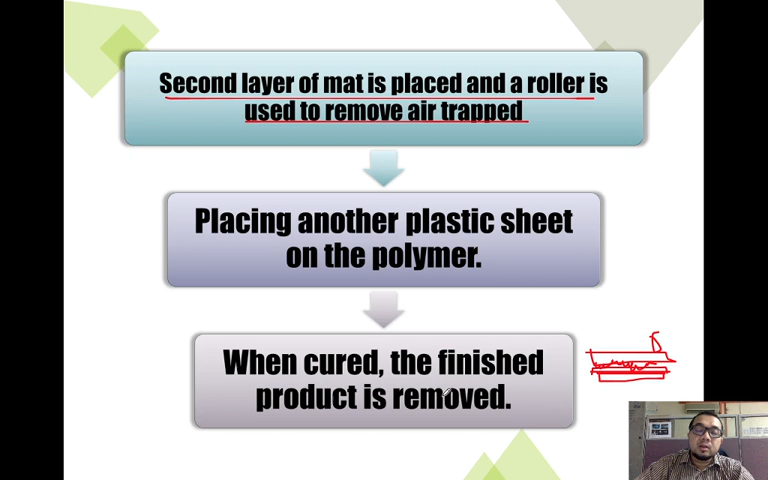 Second layer of mat is placed and a roller is
used to remove air trapped
Placing another plastic sheet
on the polymer.
When cured, the finished
product is removed.